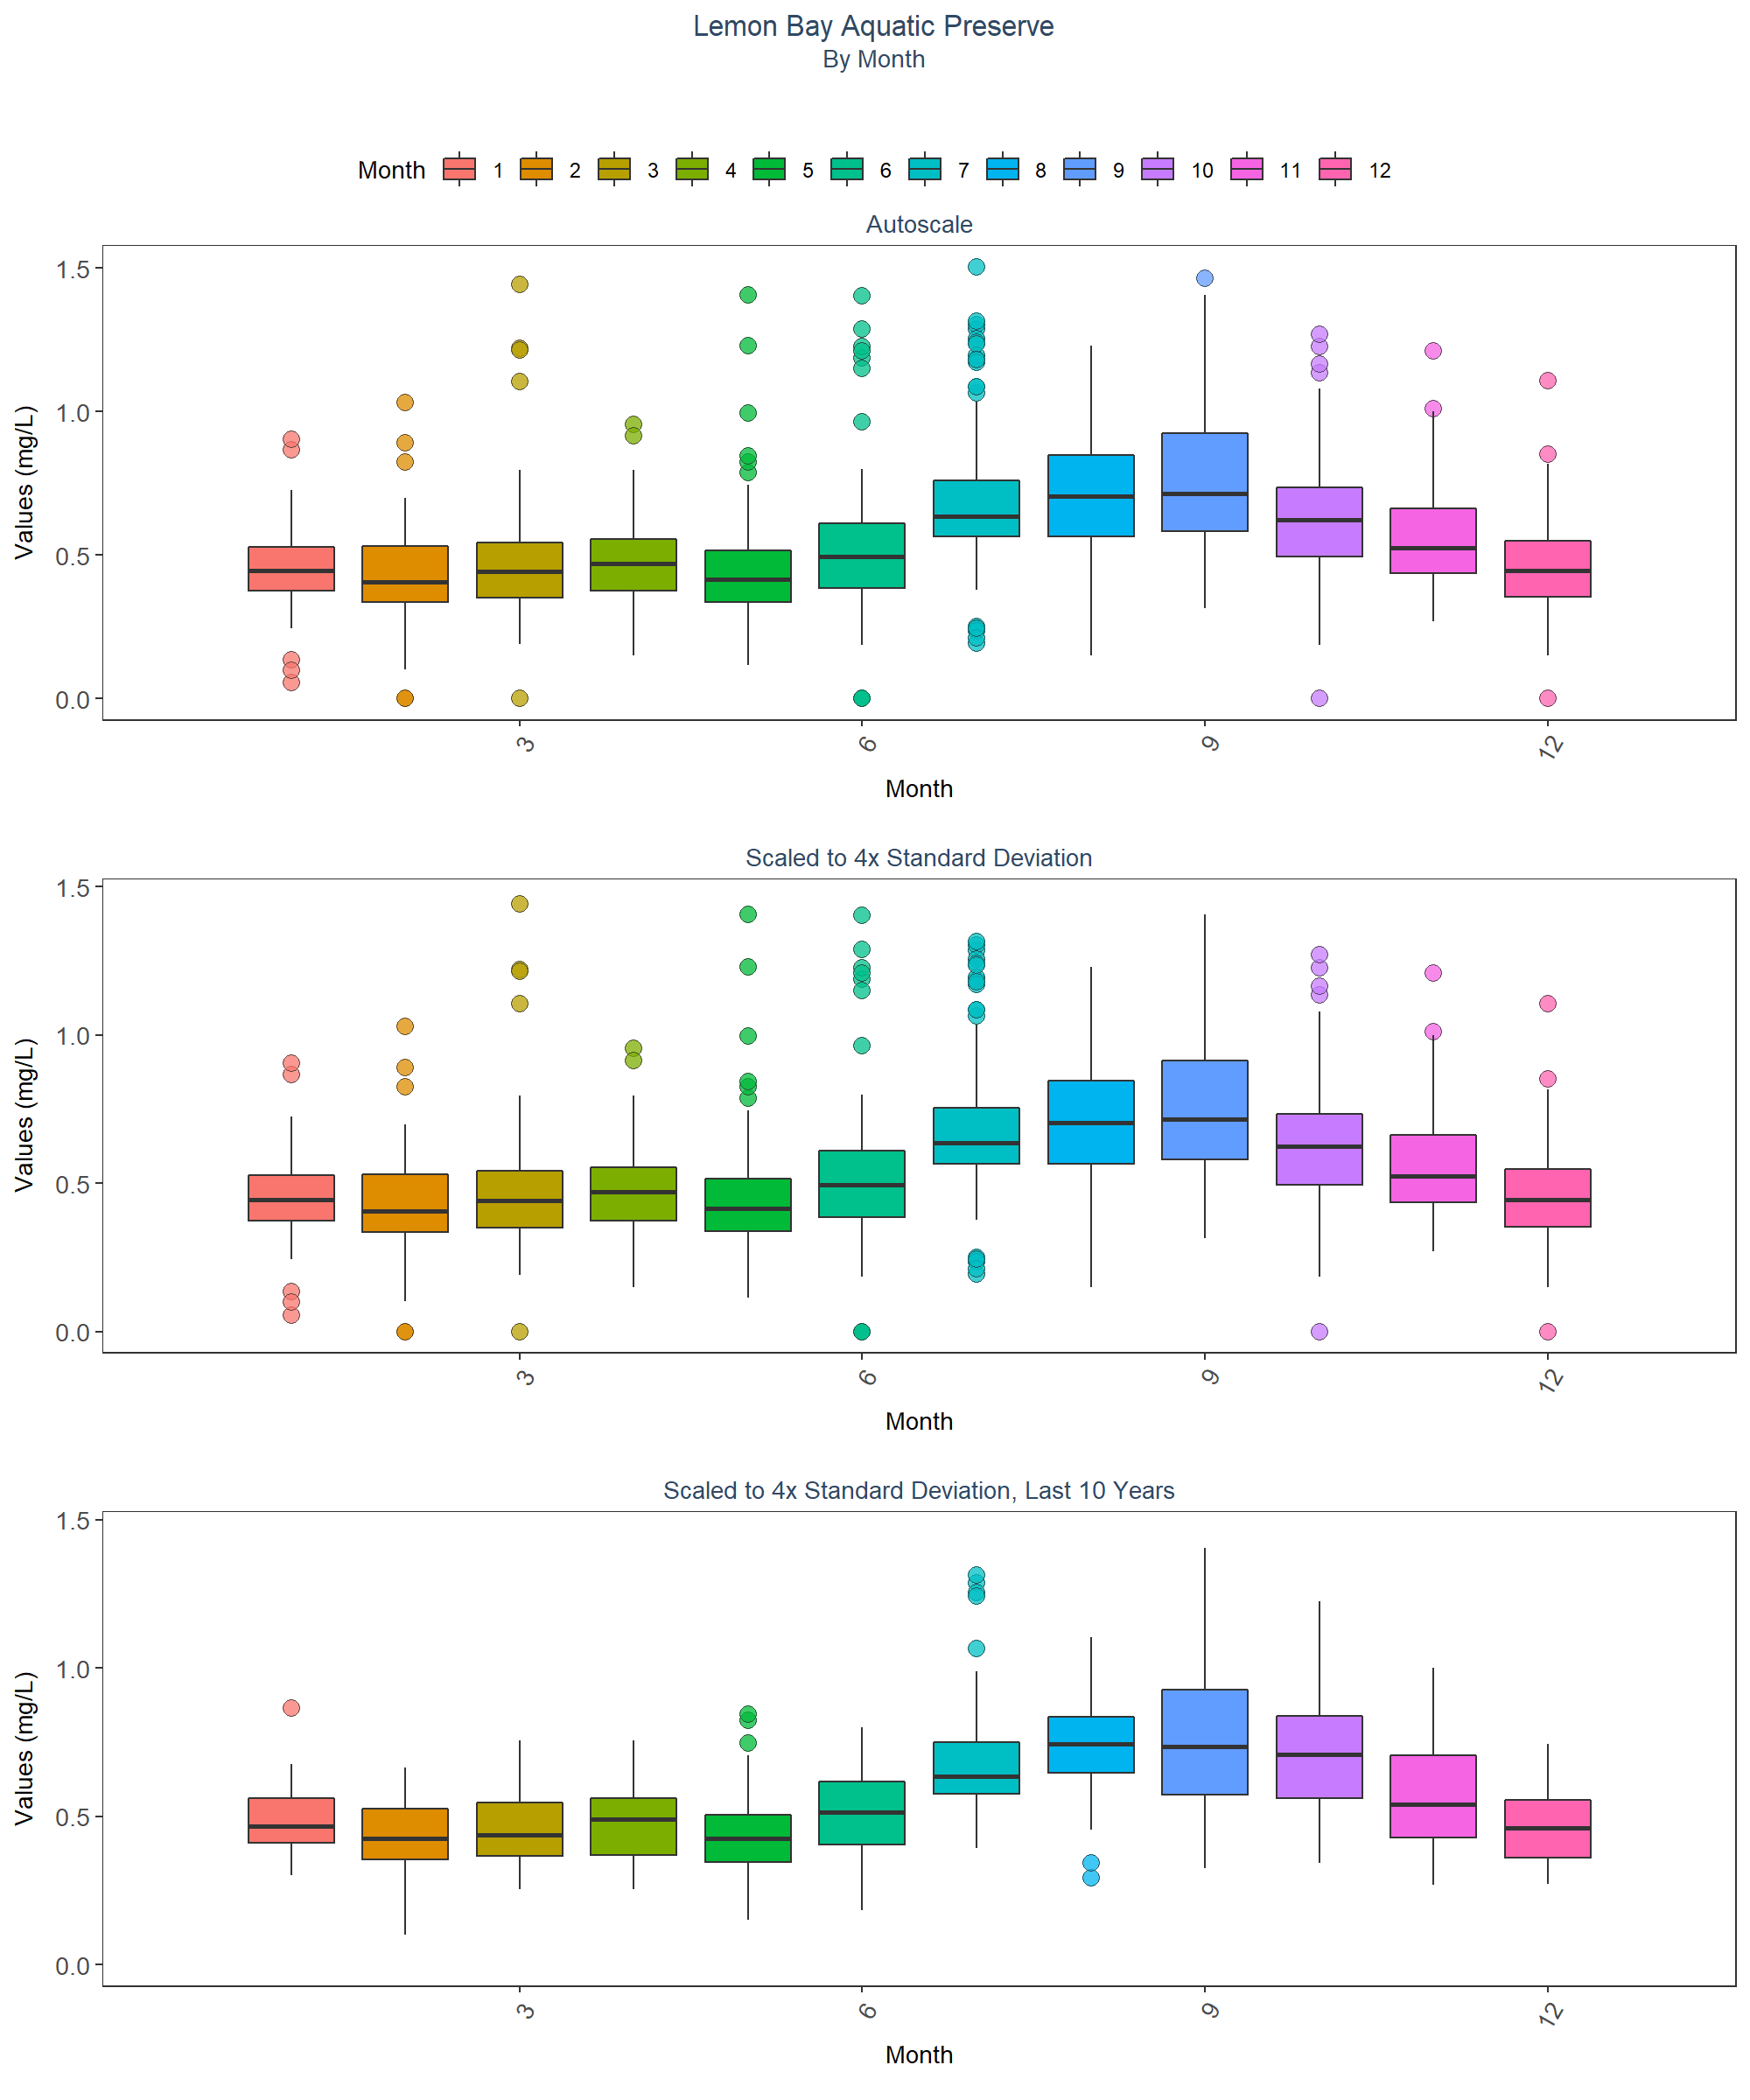 Lemon Bay Aquatic Preserve
By Month
Month 1 2 3 4 5 6 7 8 9 10 11 12
Autoscale
Values (mg/L)
1.5
1.0
0.5
0.0
3 6 9 12
Month
Scaled to 4x Standard Deviation
Values (mg/L)
1.5
1.0
0.5
0.0
3 6 9 12
Month
Scaled to 4x Standard Deviation, Last 10 Years
Values (mg/L)
1.5
1.0
0.5
0.0
3 6 9 12
Month